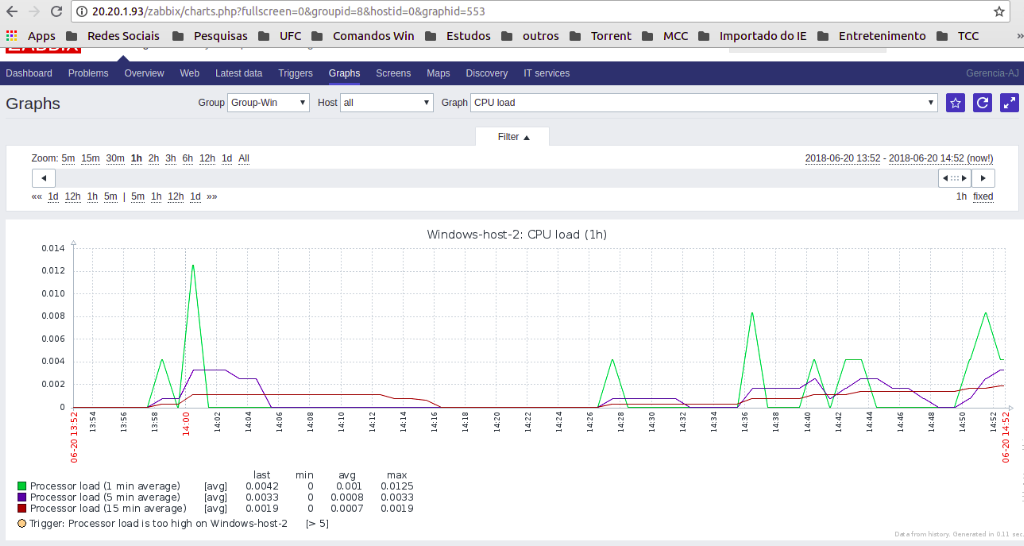 20.20.1.93/zabbix/charts.php?fullscreen=0&groupid=8&hostid=0&graphid=553
Apps Redes Sociais Pesquisas UFC Comandos Win Estudos outros Torrent MCC Importado do IE Entretenimento TCC »
ZABBIX
Dashboard Problems Overview Web Latest data Triggers Graphs Screens Maps Discovery IT services Gerencia-AJ
Graphs Group Group-Win Host all Graph CPU load
Filter
Zoom: 5m 15m 30m 1h 2h 3h 6h 12h 1d All 2018-06-20 13:52 - 2018-06-20 14:52 (now!)
«« 1d 12h 1h 5m | 5m 1h 12h 1d »» 1h fixed
Windows-host-2: CPU load (1h)
0.014
0.012
0.010
0.008
0.006
0.004
0.002
0
06-20 13:52 13:54 13:56 13:58 14:00 14:02 14:04 14:06 14:08 14:10 14:12 14:14 14:16 14:18 14:20 14:22 14:24 14:26 14:28 14:30 14:32 14:34 14:36 14:38 14:40 14:42 14:44 14:46 14:48 14:50 14:52 06-20 14:52
last min avg max
Processor load (1 min average) [avg] 0.0042 0 0.001 0.0125
Processor load (5 min average) [avg] 0.0033 0 0.0008 0.0033
Processor load (15 min average) [avg] 0.0019 0 0.0007 0.0019
Trigger: Processor load is too high on Windows-host-2 [> 5]
Data from history. Generated in 0.11 sec.